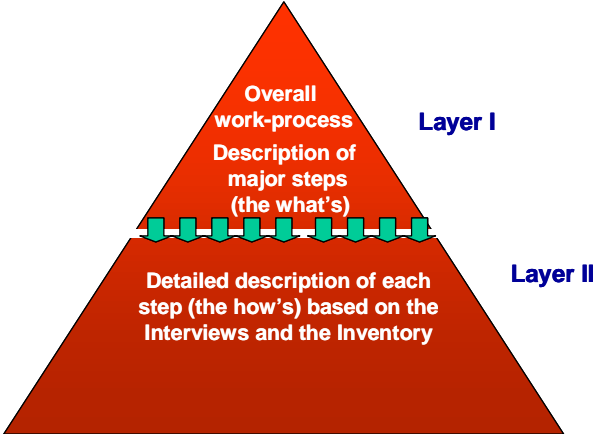 Overall
work-process
Layer I
Description of
major steps
(the what's)
Layer II
Detailed description of each
step (the how's) based on the
Interviews and the Inventory